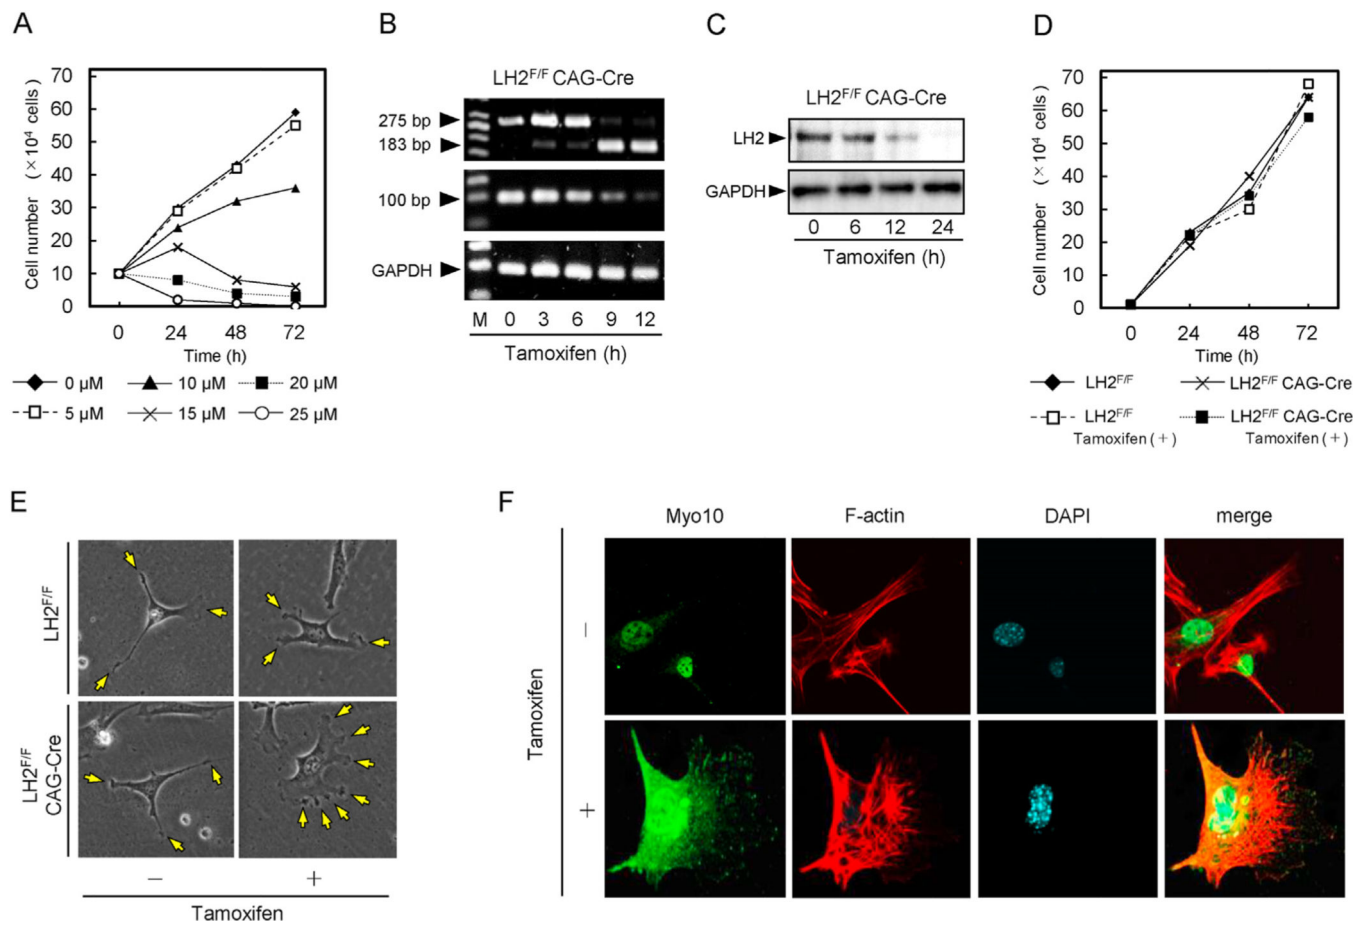 A
Cell number (×10⁴ cells)
70
60
50
40
30
20
10
0
0 24 48 72
Time (h)
0 μM 10 μM 20 μM
5 μM 15 μM 25 μM
B
LH2F/F CAG-Cre
275 bp
183 bp
100 bp
GAPDH
M 0 3 6 9 12
Tamoxifen (h)
C
LH2F/F CAG-Cre
LH2
GAPDH
0 6 12 24
Tamoxifen (h)
D
Cell number (×10⁴ cells)
70
60
50
40
30
20
10
0
0 24 48 72
Time (h)
LH2F/F LH2F/F CAG-Cre
LH2F/F LH2F/F CAG-Cre
Tamoxifen (+) Tamoxifen (+)
E
LH2F/F
LH2F/F
CAG-Cre
− +
Tamoxifen
F
Myo10 F-actin DAPI merge
Tamoxifen
−
+